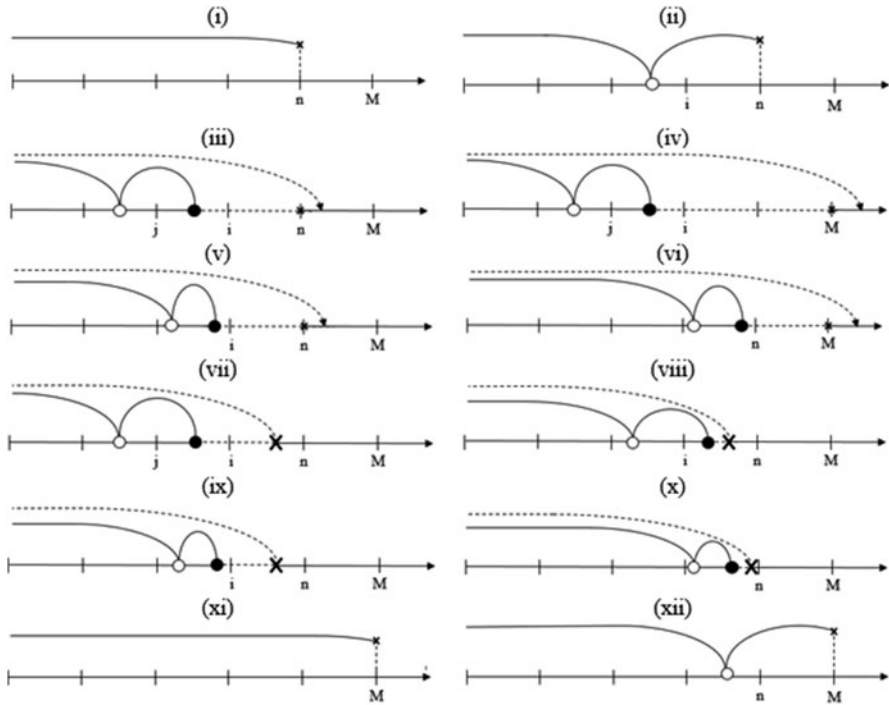 (i) (ii)
n M i n M
(iii) (iv)
j i n M j i M
(v) (vi)
i n M n M
(vii) (viii)
j i n M i n M
(ix) (x)
i n M n M
(xi) (xii)
M n M